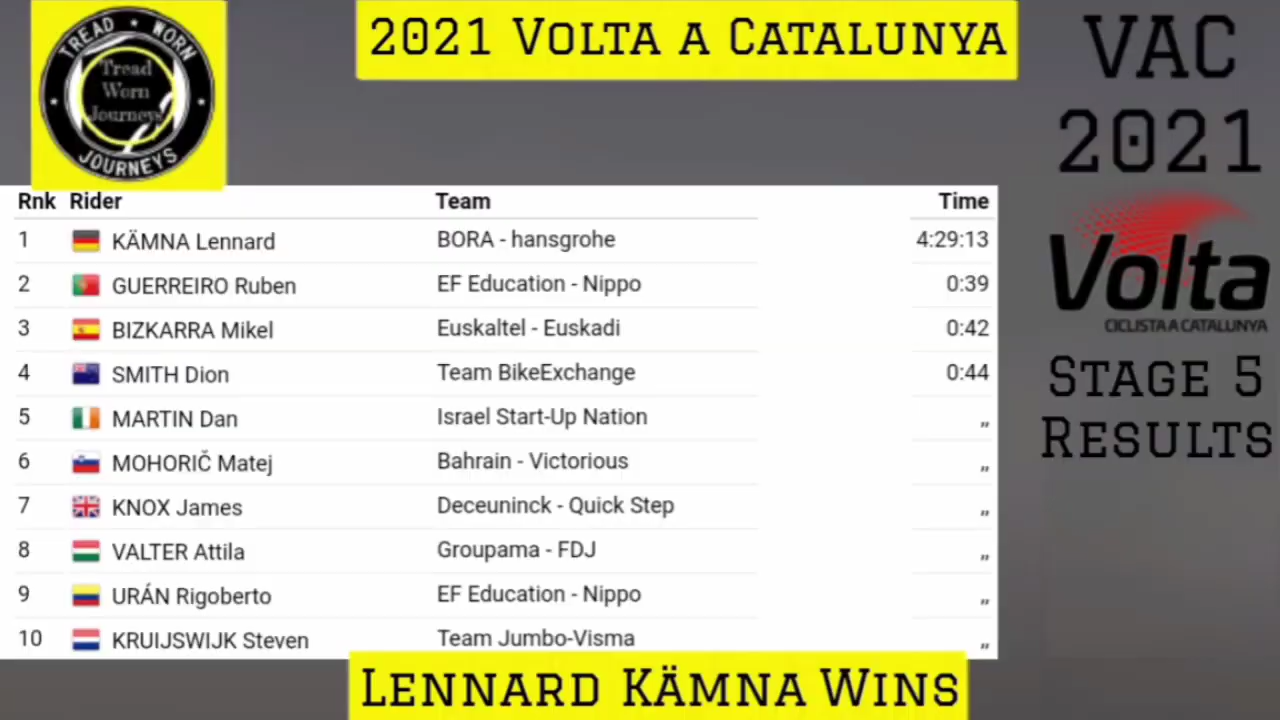 TREAD WORN
Tread
Worn
Journeys
JOURNEYS
2021 VOLTA A CATALUNYA
VAC
2021
Volta
CICLISTA A CATALUNYA
STAGE 5
RESULTS
Rnk Rider Team Time
1 KÄMNA Lennard BORA - hansgrohe 4:29:13
2 GUERREIRO Ruben EF Education - Nippo 0:39
3 BIZKARRA Mikel Euskaltel - Euskadi 0:42
4 SMITH Dion Team BikeExchange 0:44
5 MARTIN Dan Israel Start-Up Nation „
6 MOHORIČ Matej Bahrain - Victorious „
7 KNOX James Deceuninck - Quick Step „
8 VALTER Attila Groupama - FDJ „
9 URÁN Rigoberto EF Education - Nippo „
10 KRUIJSWIJK Steven Team Jumbo-Visma „
LENNARD KÄMNA WINS